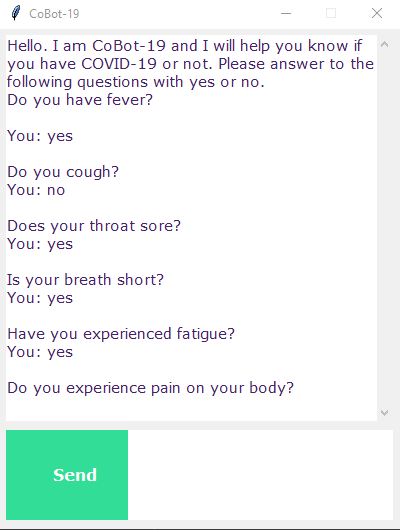 CoBot-19
Hello. I am CoBot-19 and I will help you know if
you have COVID-19 or not. Please answer to the
following questions with yes or no.
Do you have fever?
You: yes
Do you cough?
You: no
Does your throat sore?
You: yes
Is your breath short?
You: yes
Have you experienced fatigue?
You: yes
Do you experience pain on your body?
Send